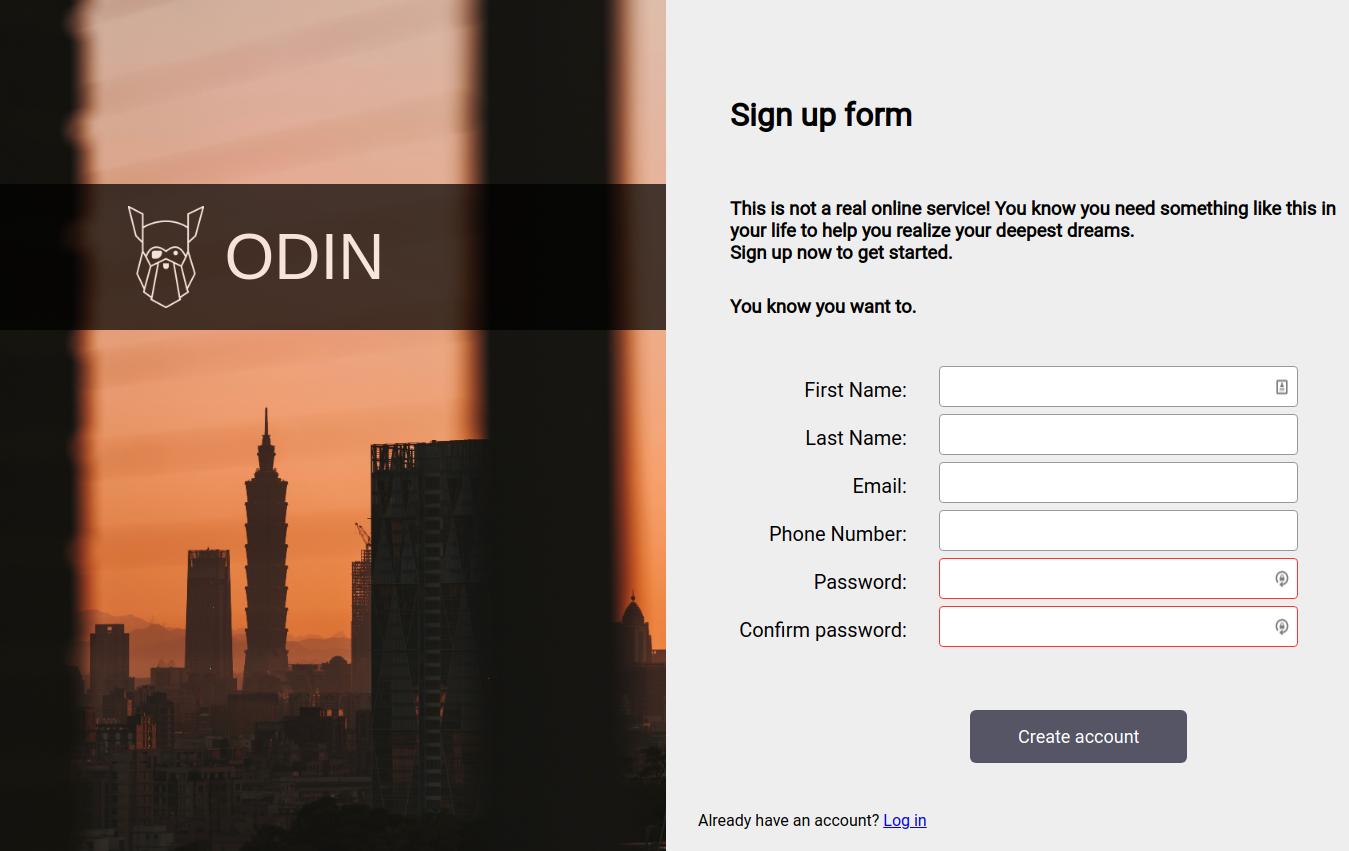 ODIN
Sign up form
This is not a real online service! You know you need something like this in
your life to help you realize your deepest dreams.
Sign up now to get started.
You know you want to.
First Name:
Last Name:
Email:
Phone Number:
Password:
Confirm password:
Create account
Already have an account? Log in